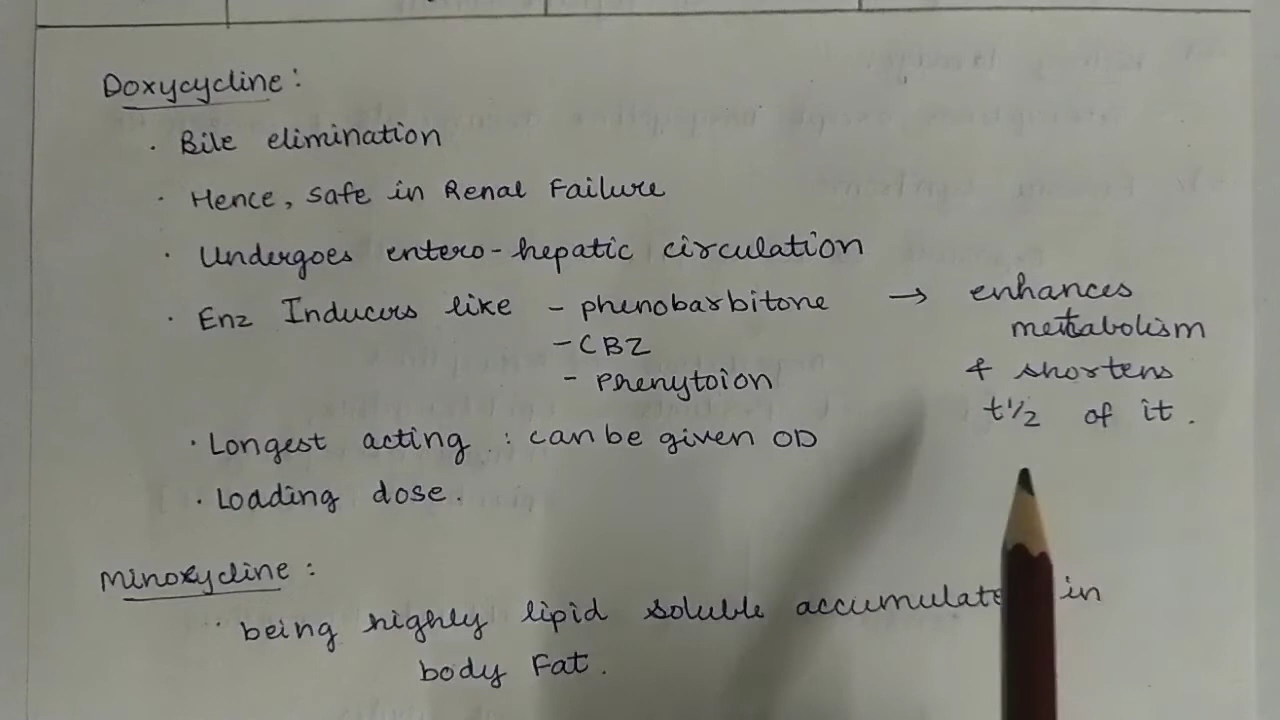 Doxycycline:
. Bile elimination
. Hence, safe in Renal Failure
. Undergoes entero-hepatic circulation
. Enz Inducers like - phenobarbitone → enhances
metabolism
- CBZ
- Phenytoion & shortens
t1/2 of it.
. Longest acting : can be given OD
. Loading dose.
Minoxycline:
. being highly lipid soluble accumulate in
body Fat.